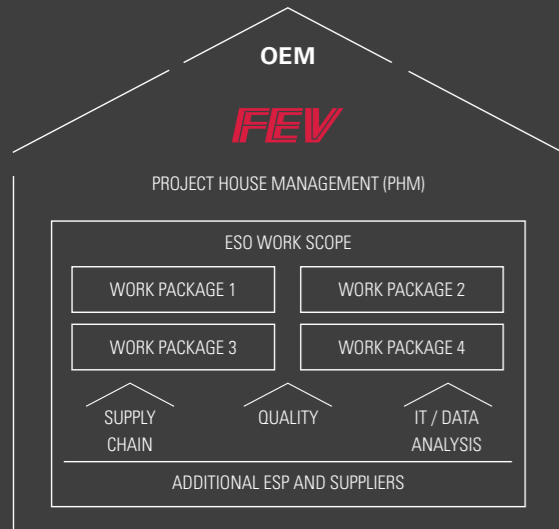 OEM
FEV
PROJECT HOUSE MANAGEMENT (PHM)
ESO WORK SCOPE
WORK PACKAGE 1
WORK PACKAGE 2
WORK PACKAGE 3
WORK PACKAGE 4
SUPPLY
CHAIN
QUALITY
IT / DATA
ANALYSIS
ADDITIONAL ESP AND SUPPLIERS